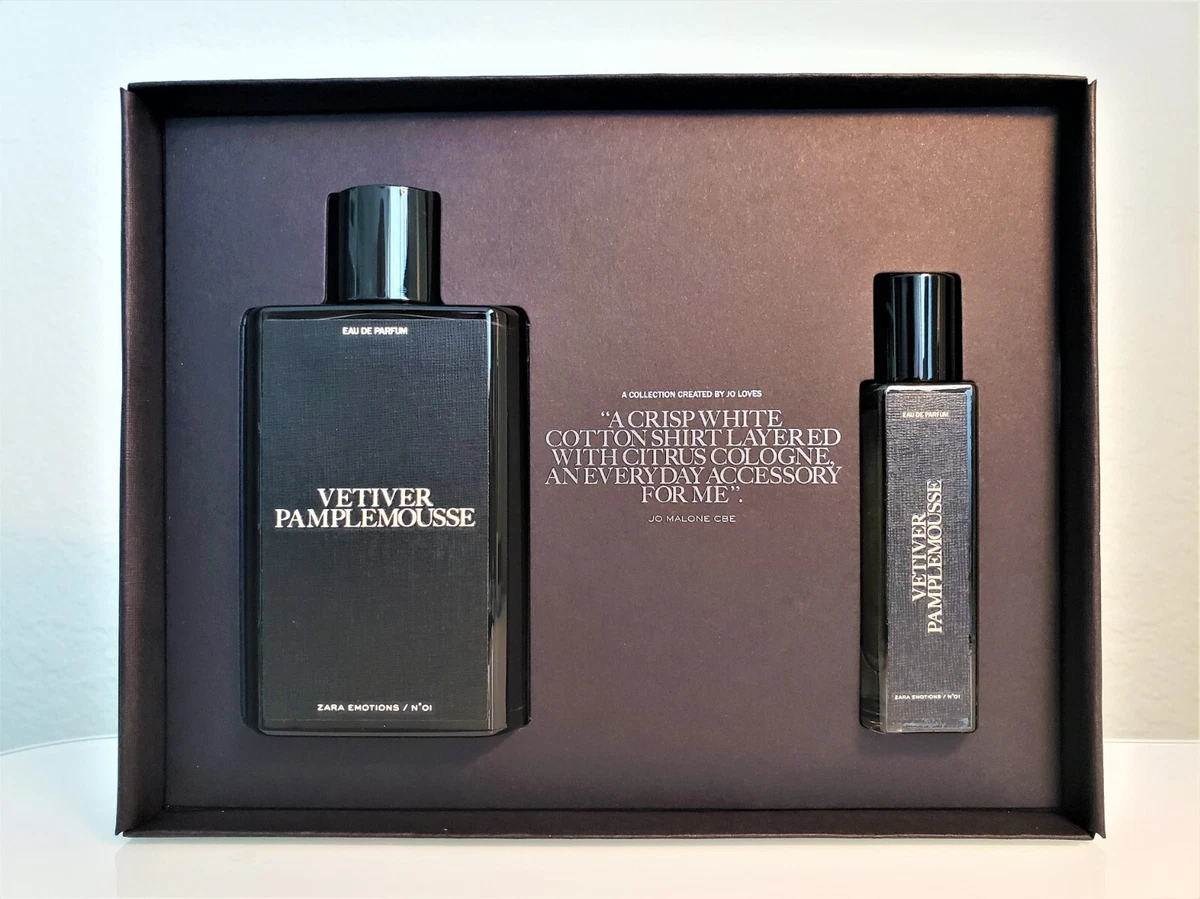 EAU DE PARFUM
VETIVER
PAMPLEMOUSSE
ZARA EMOTIONS / N°01
A COLLECTION CREATED BY JO LOVES
“A CRISP WHITE
COTTON SHIRT LAYERED
WITH CITRUS COLOGNE,
AN EVERYDAY ACCESSORY
FOR ME”.
JO MALONE CBE
EAU DE PARFUM
VETIVER
PAMPLEMOUSSE
ZARA EMOTIONS / N°01